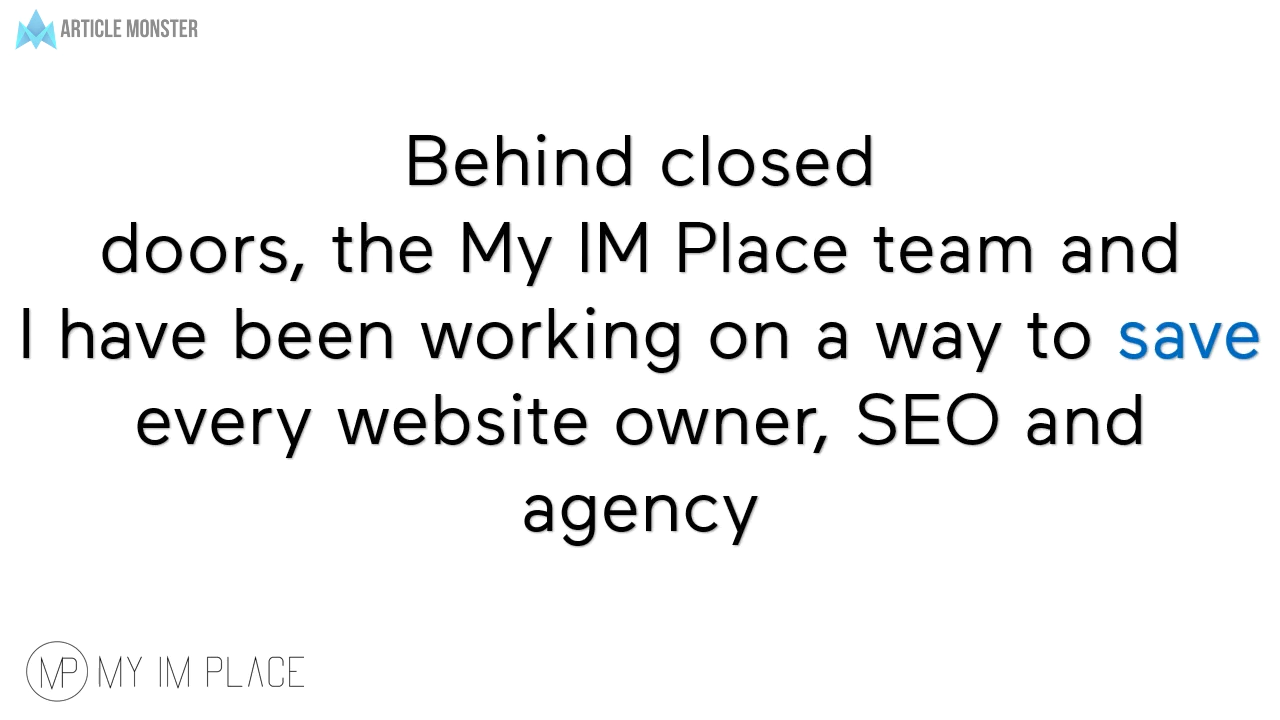 ARTICLE MONSTER
Behind closed
doors, the My IM Place team and
I have been working on a way to save
every website owner, SEO and
agency
MP MY IM PLACE